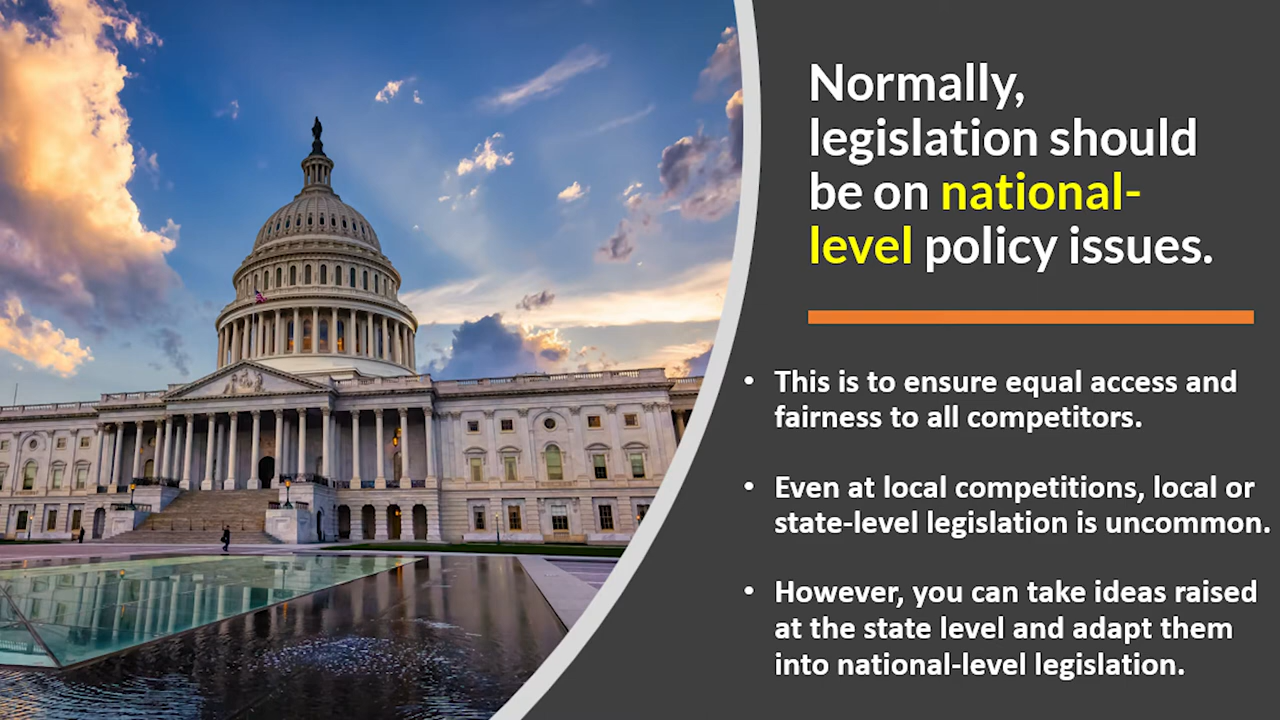 Normally,
legislation should
be on national-
level policy issues.
• This is to ensure equal access and
fairness to all competitors.
• Even at local competitions, local or
state-level legislation is uncommon.
• However, you can take ideas raised
at the state level and adapt them
into national-level legislation.